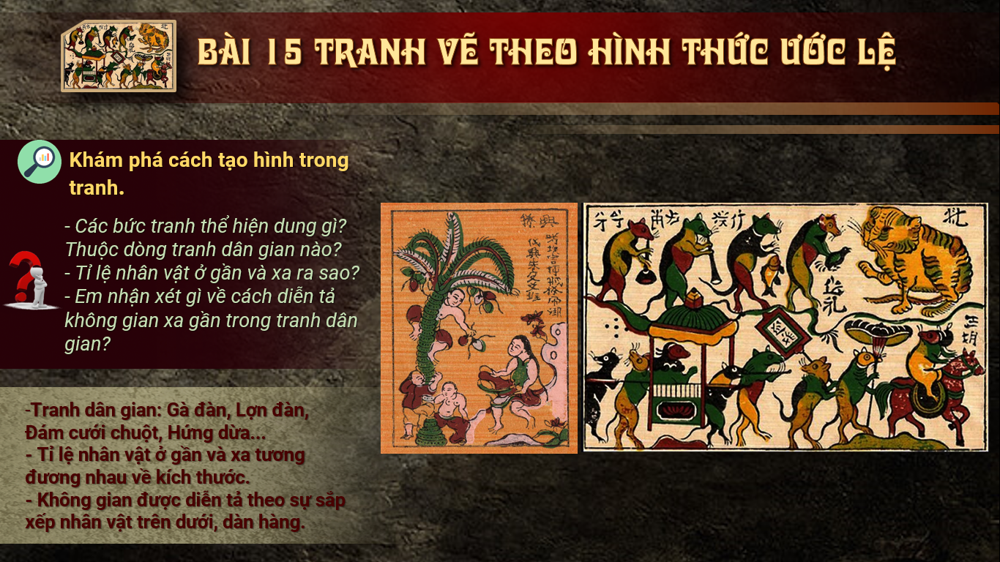 BÀI 15 TRANH VẼ THEO HÌNH THỨC ƯỚC LỆ
Khám phá cách tạo hình trong
tranh.
- Các bức tranh thể hiện dung gì?
Thuộc dòng tranh dân gian nào?
- Tỉ lệ nhân vật ở gần và xa ra sao?
- Em nhận xét gì về cách diễn tả
không gian xa gần trong tranh dân
gian?
-Tranh dân gian: Gà đàn, Lợn đàn,
Đám cưới chuột, Hứng dừa...
- Tỉ lệ nhân vật ở gần và xa tương
đương nhau về kích thước.
- Không gian được diễn tả theo sự sắp
xếp nhân vật trên dưới, dàn hàng.